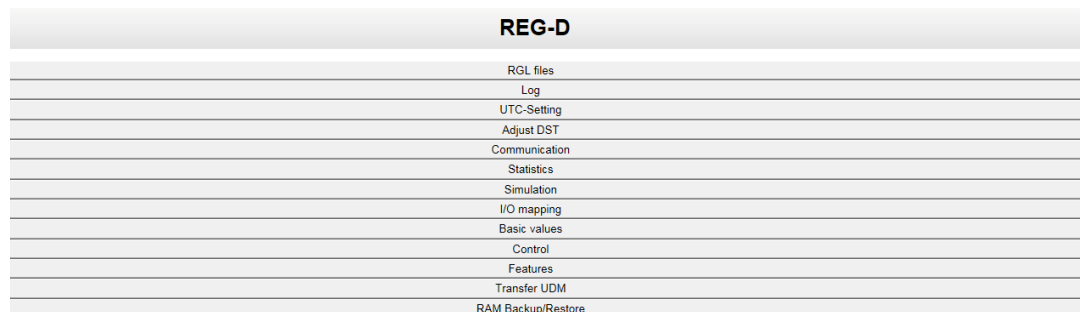 REG-D
RGL files
Log
UTC-Setting
Adjust DST
Communication
Statistics
Simulation
I/O mapping
Basic values
Control
Features
Transfer UDM
RAM Backup/Restore